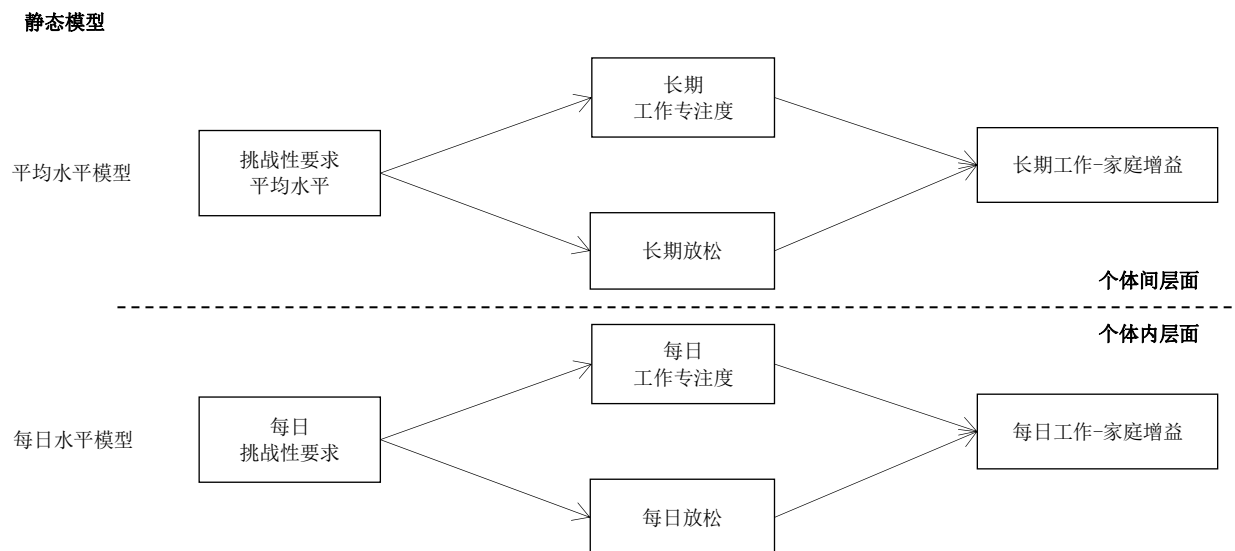 静态模型
长期
工作专注度
挑战性要求
平均水平
平均水平模型
长期工作-家庭增益
长期放松
个体间层面
个体内层面
每日
工作专注度
每日
挑战性要求
每日水平模型
每日工作-家庭增益
每日放松